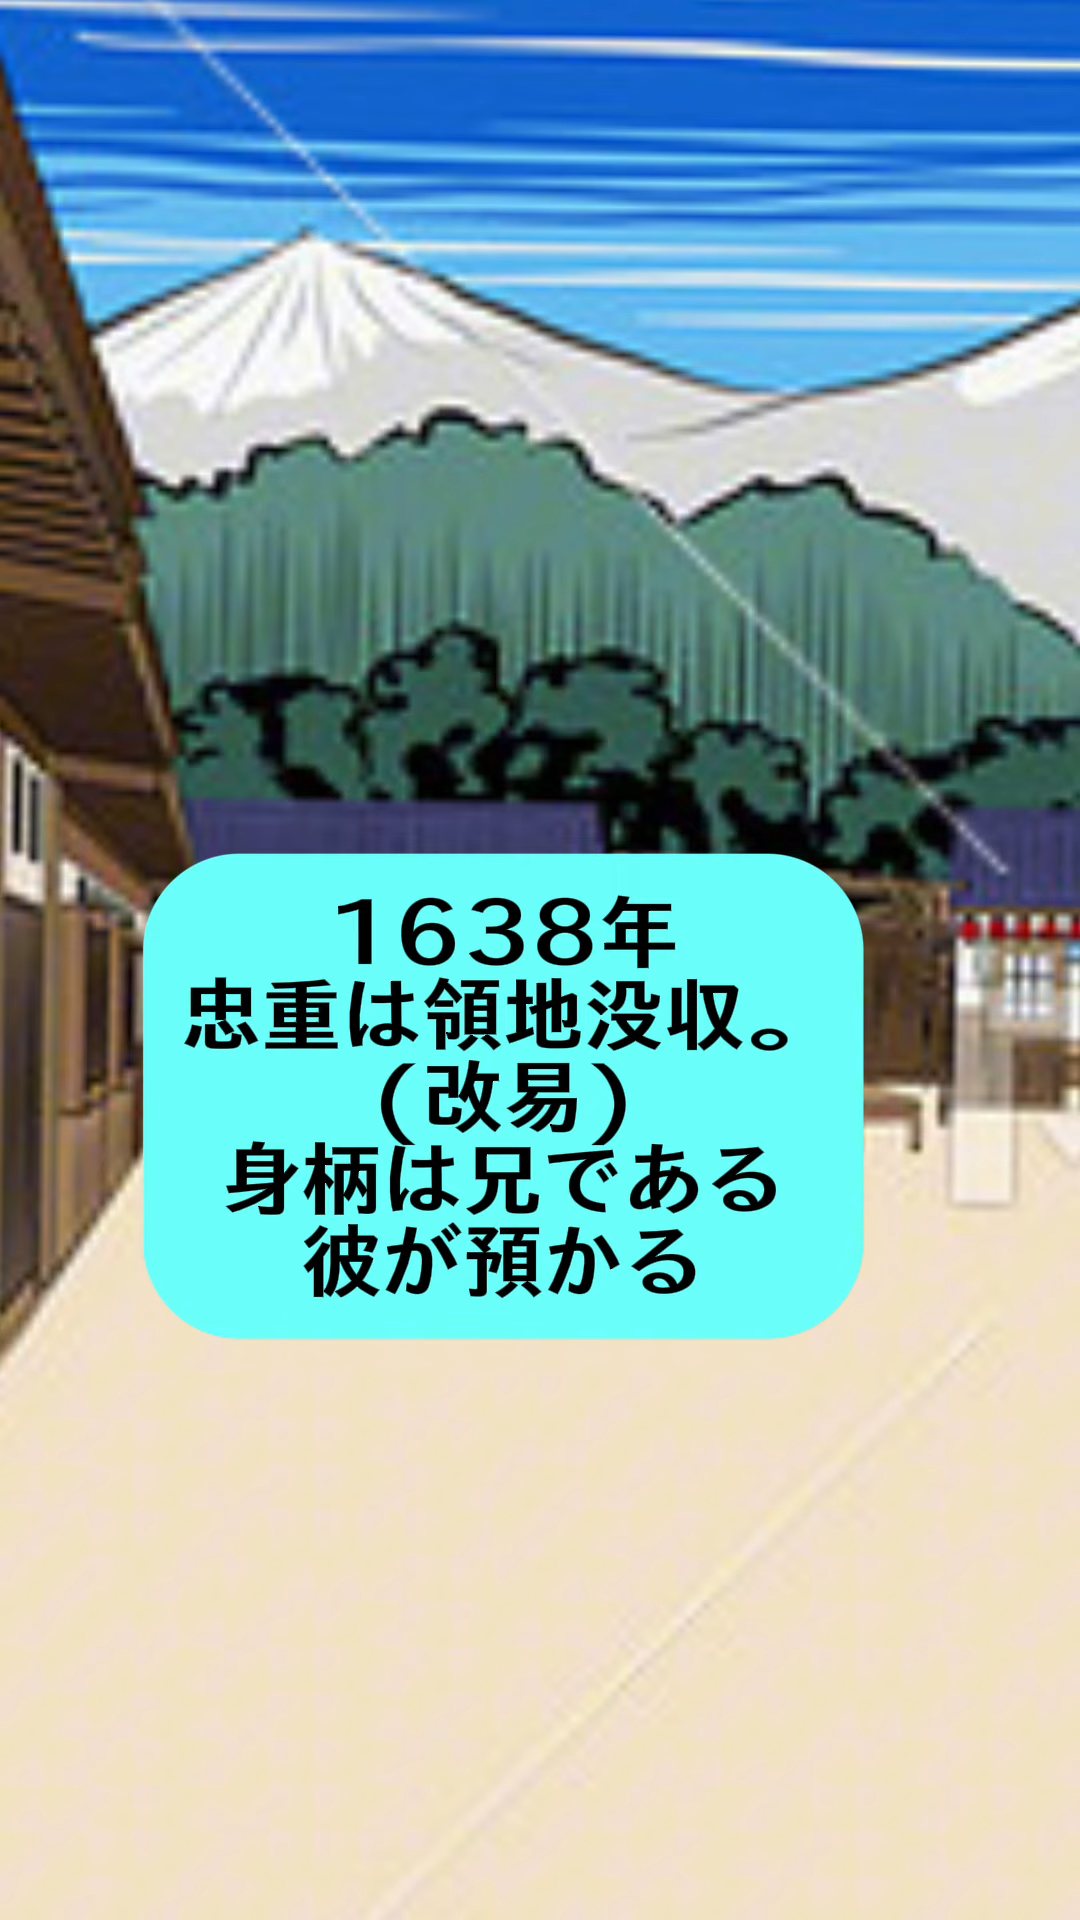 1638年
忠重は領地没収。
(改易)
身柄は兄である
彼が預かる